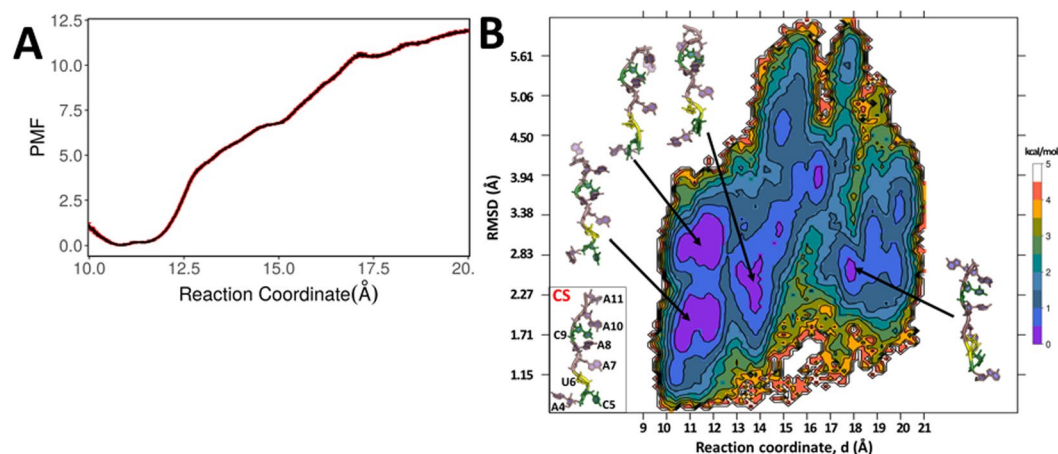 A
PMF
12.5
10.0
7.5
5.0
2.5
0.0
10.0 12.5 15.0 17.5 20.
Reaction Coordinate(Å)
B
RMSD (Å)
5.61
5.06
4.50
3.94
3.38
2.83
2.27
1.71
1.15
CS
A11
A10
C9
A8
A7
U6
A4
C5
kcal/mol
5
4
3
2
1
0
9 10 11 12 13 14 15 16 17 18 19 20 21
Reaction coordinate, d (Å)